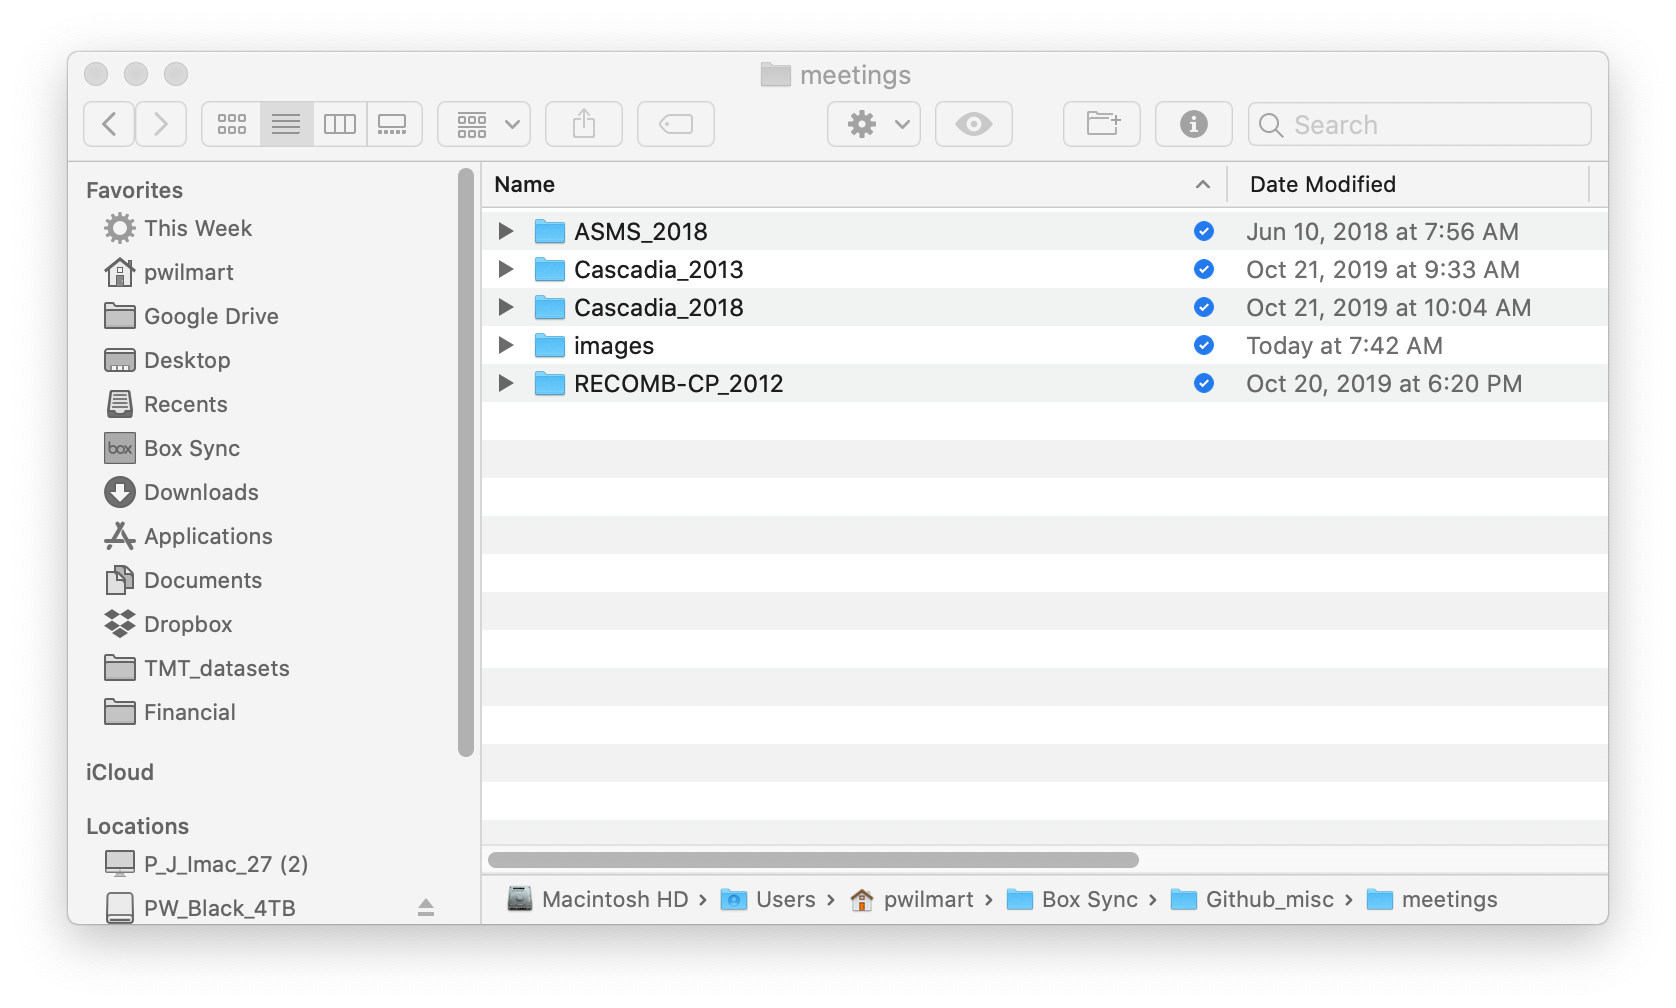 meetings
Search
Favorites
This Week
pwilmart
Google Drive
Desktop
Recents
box Box Sync
Downloads
Applications
Documents
Dropbox
TMT_datasets
Financial
iCloud
Locations
P_J_Imac_27 (2)
PW_Black_4TB
Name Date Modified
ASMS_2018 Jun 10, 2018 at 7:56 AM
Cascadia_2013 Oct 21, 2019 at 9:33 AM
Cascadia_2018 Oct 21, 2019 at 10:04 AM
images Today at 7:42 AM
RECOMB-CP_2012 Oct 20, 2019 at 6:20 PM
Macintosh HD › Users › pwilmart › Box Sync › Github_misc › meetings